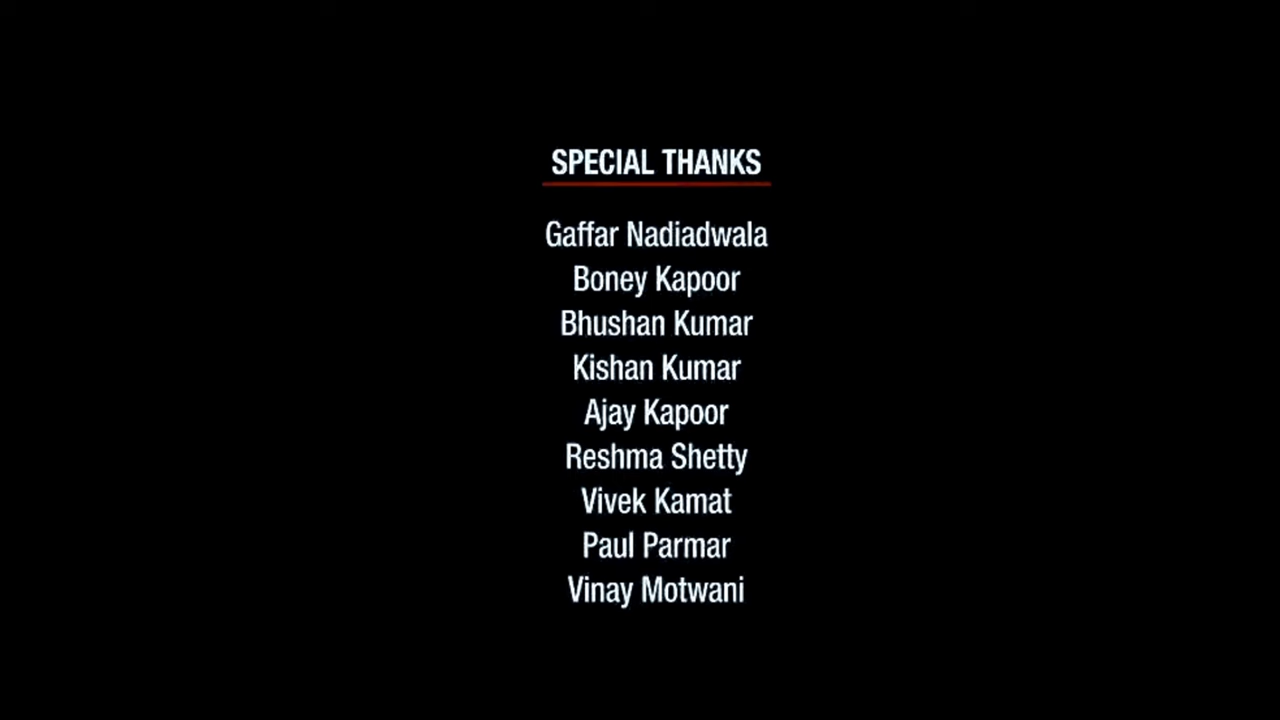 SPECIAL THANKS
Gaffar Nadiadwala
Boney Kapoor
Bhushan Kumar
Kishan Kumar
Ajay Kapoor
Reshma Shetty
Vivek Kamat
Paul Parmar
Vinay Motwani